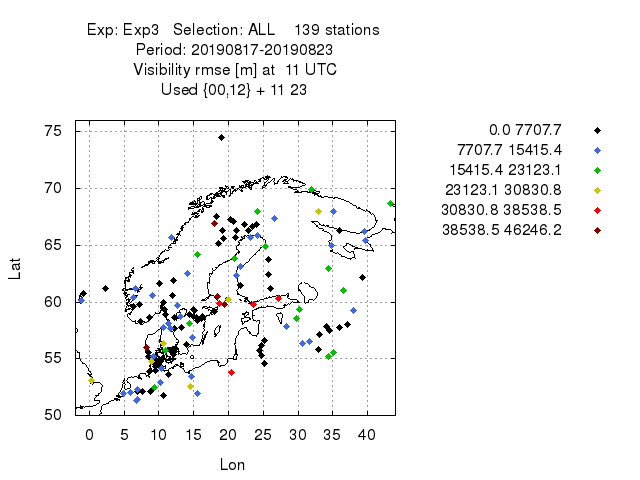 Exp: Exp3 Selection: ALL 139 stations
Period: 20190817-20190823
Visibility rmse [m] at 11 UTC
Used {00,12} + 11 23
0.0 7707.7
7707.7 15415.4
15415.4 23123.1
23123.1 30830.8
30830.8 38538.5
38538.5 46246.2
Lat
75
70
65
60
55
50
0 5 10 15 20 25 30 35 40
Lon